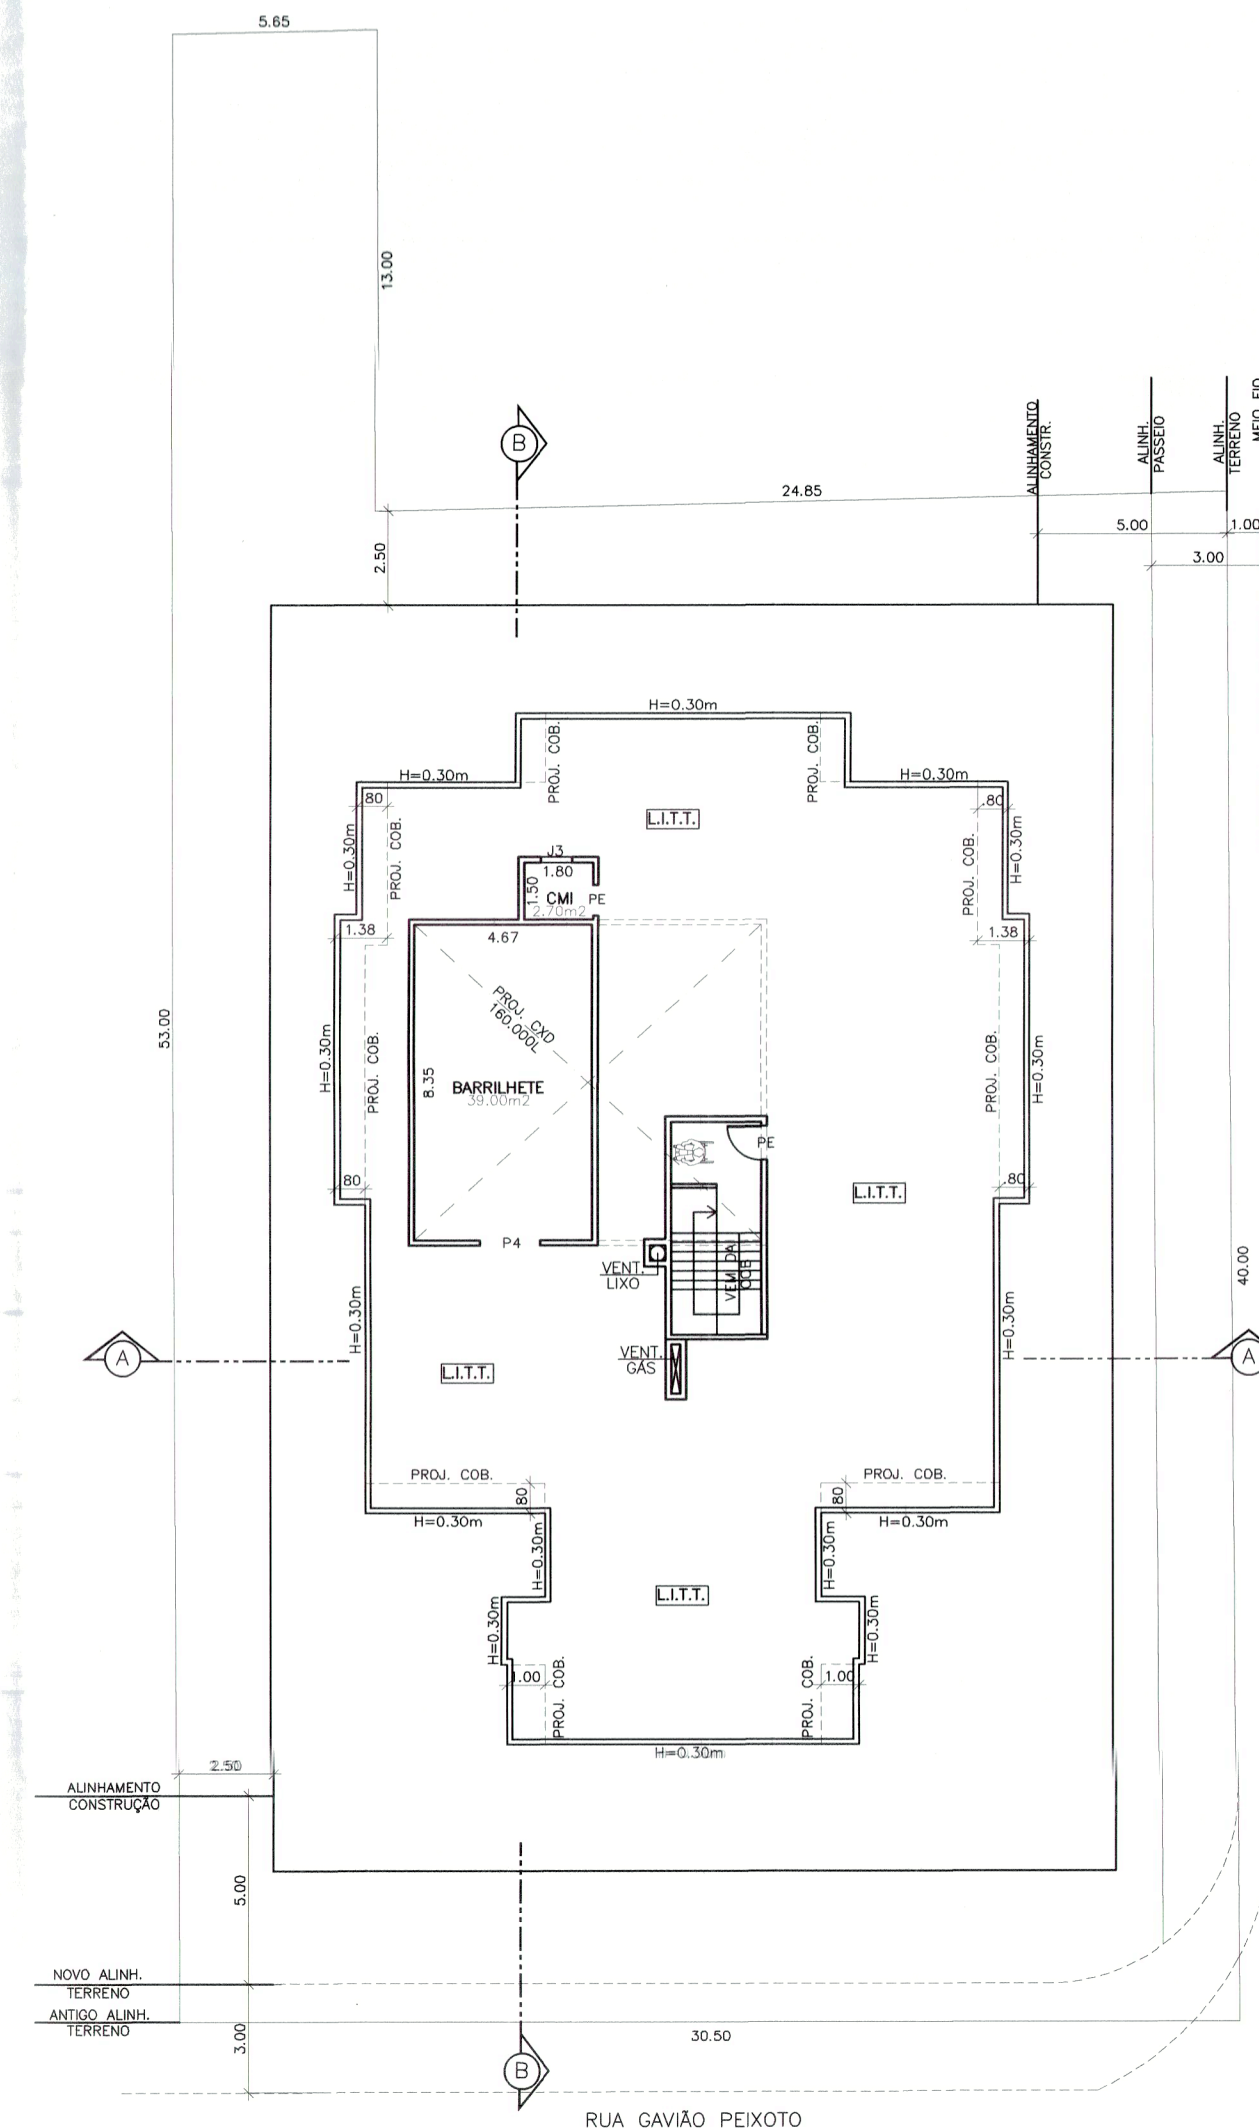 5.65
13.00
B
ALINHAMENTO
CONSTR.
ALINH.
PASSEIO
ALINH.
TERRENO
MEIO FIO
24.85
5.00
1.00
3.00
2.50
H=0.30m
PROJ. COB.
PROJ. COB.
H=0.30m
H=0.30m
80
.80
L.I.T.T.
H=0.30m
PROJ. COB.
PROJ. COB.
H=0.30m
J3
1.80
1.50
CMI
PE
2.70m2
1.38
4.67
1.38
PROJ. CXD
160.000L
53.00
H=0.30m
PROJ. COB.
8.35
BARRILHETE
39.00m2
PROJ. COB.
H=0.30m
PE
80
.80
L.I.T.T.
P4
VENT.
LIXO
VEM DA
COB.
40.00
H=0.30m
H=0.30m
A
VENT.
GÁS
A
L.I.T.T.
PROJ. COB.
PROJ. COB.
80
80
H=0.30m
H=0.30m
H=0.30m
H=0.30m
L.I.T.T.
H=0.30m
H=0.30m
1.00
PROJ. COB.
PROJ. COB.
1.00
H=0.30m
2.50
ALINHAMENTO
CONSTRUÇÃO
5.00
NOVO ALINH.
TERRENO
ANTIGO ALINH.
TERRENO
3.00
30.50
B
RUA GAVIÃO PEIXOTO